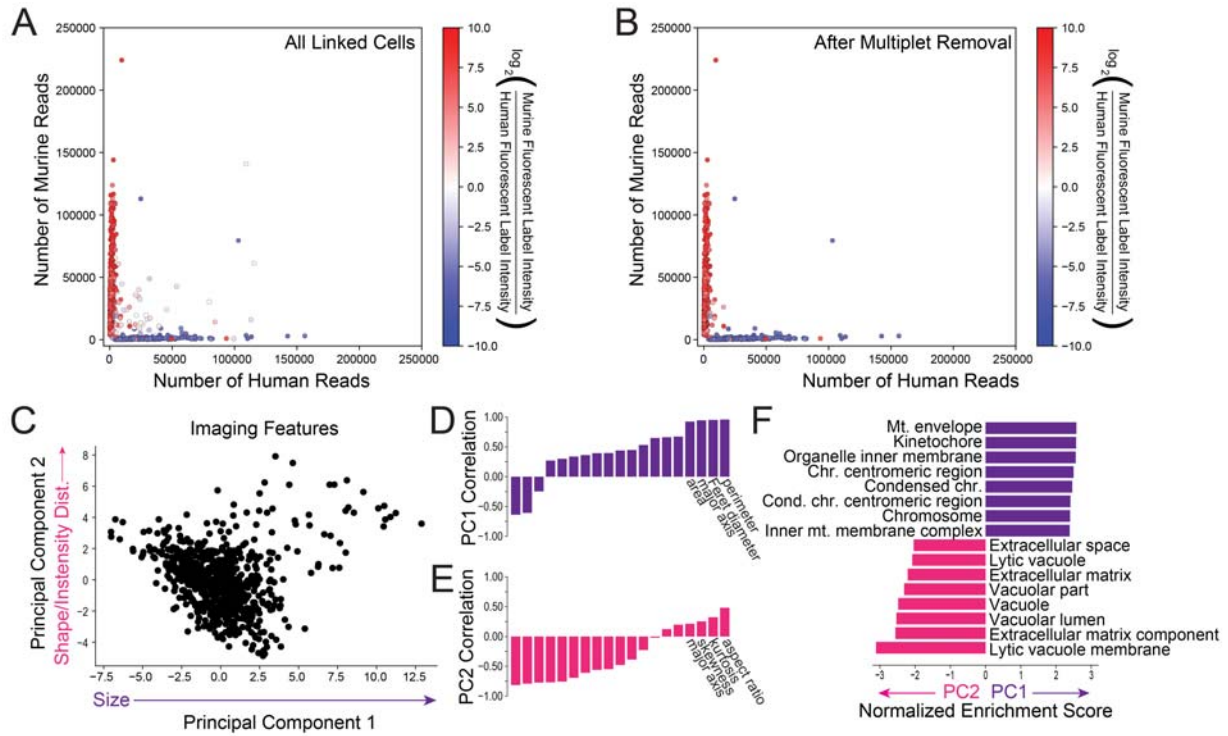 A
All Linked Cells
250000
200000
150000
100000
50000
0
Number of Murine Reads
0 50000 100000 150000 200000 250000
Number of Human Reads
10.0
7.5
5.0
2.5
0.0
−2.5
−5.0
−7.5
−10.0
log2 ( Murine Fluorescent Label Intensity
Human Fluorescent Label Intensity )
B
After Multiplet Removal
250000
200000
150000
100000
50000
0
Number of Murine Reads
0 50000 100000 150000 200000 250000
Number of Human Reads
10.0
7.5
5.0
2.5
0.0
−2.5
−5.0
−7.5
−10.0
log2 ( Murine Fluorescent Label Intensity
Human Fluorescent Label Intensity )
C
Imaging Features
Principal Component 2
Shape/Instensity Dist.
8
6
4
2
0
−2
−4
−7.5 −5.0 −2.5 0.0 2.5 5.0 7.5 10.0 12.5
Size
Principal Component 1
D
PC1 Correlation
1.00
0.50
0.00
−0.50
−1.00
area
major axis
Feret diameter
perimeter
E
PC2 Correlation
1.00
0.50
0.00
−0.50
−1.00
major axis
skewness
kurtosis
aspect ratio
F
Mt. envelope
Kinetochore
Organelle inner membrane
Chr. centromeric region
Condensed chr.
Cond. chr. centromeric region
Chromosome
Inner mt. membrane complex
Extracellular space
Lytic vacuole
Extracellular matrix
Vacuolar part
Vacuole
Vacuolar lumen
Extracellular matrix component
Lytic vacuole membrane
−3 −2 −1 0 1 2 3
PC2 PC1
Normalized Enrichment Score